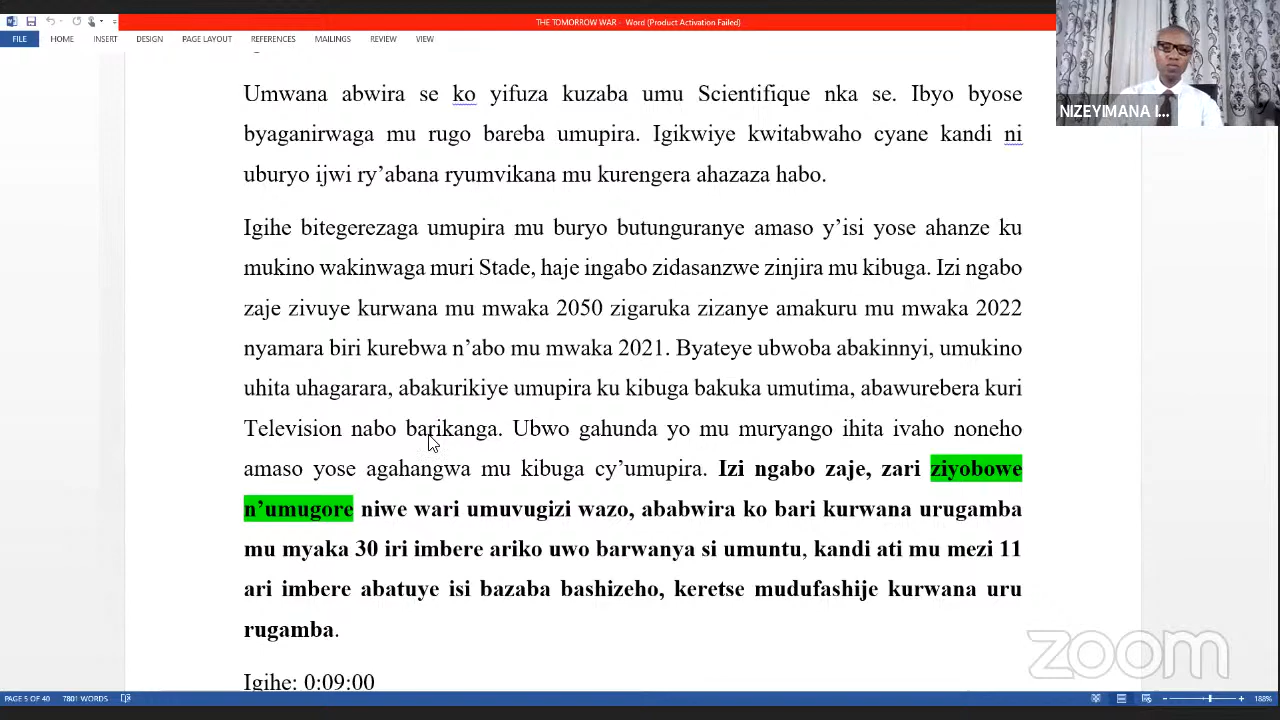 THE TOMORROW WAR - Word (Product Activation Failed)
FILE HOME INSERT DESIGN PAGE LAYOUT REFERENCES MAILINGS REVIEW VIEW
NIZEYIMANA I...
Umwana abwira se ko yifuza kuzaba umu Scientifique nka se. Ibyo byose
byaganirwaga mu rugo bareba umupira. Igikwiye kwitabwaho cyane kandi ni
uburyo ijwi ry’abana ryumvikana mu kurengera ahazaza habo.
Igihe bitegerezaga umupira mu buryo butunguranye amaso y’isi yose ahanze ku
mukino wakinwaga muri Stade, haje ingabo zidasanzwe zinjira mu kibuga. Izi ngabo
zaje zivuye kurwana mu mwaka 2050 zigaruka zizanye amakuru mu mwaka 2022
nyamara biri kurebwa n’abo mu mwaka 2021. Byateye ubwoba abakinnyi, umukino
uhita uhagarara, abakurikiye umupira ku kibuga bakuka umutima, abawurebera kuri
Television nabo barikanga. Ubwo gahunda yo mu muryango ihita ivaho noneho
amaso yose agahangwa mu kibuga cy’umupira. Izi ngabo zaje, zari ziyobowe
n’umugore niwe wari umuvugizi wazo, ababwira ko bari kurwana urugamba
mu myaka 30 iri imbere ariko uwo barwanya si umuntu, kandi ati mu mezi 11
ari imbere abatuye isi bazaba bashizeho, keretse mudufashije kurwana uru
rugamba.
Igihe: 0:09:00
zoom
PAGE 5 OF 40 7801 WORDS 188%